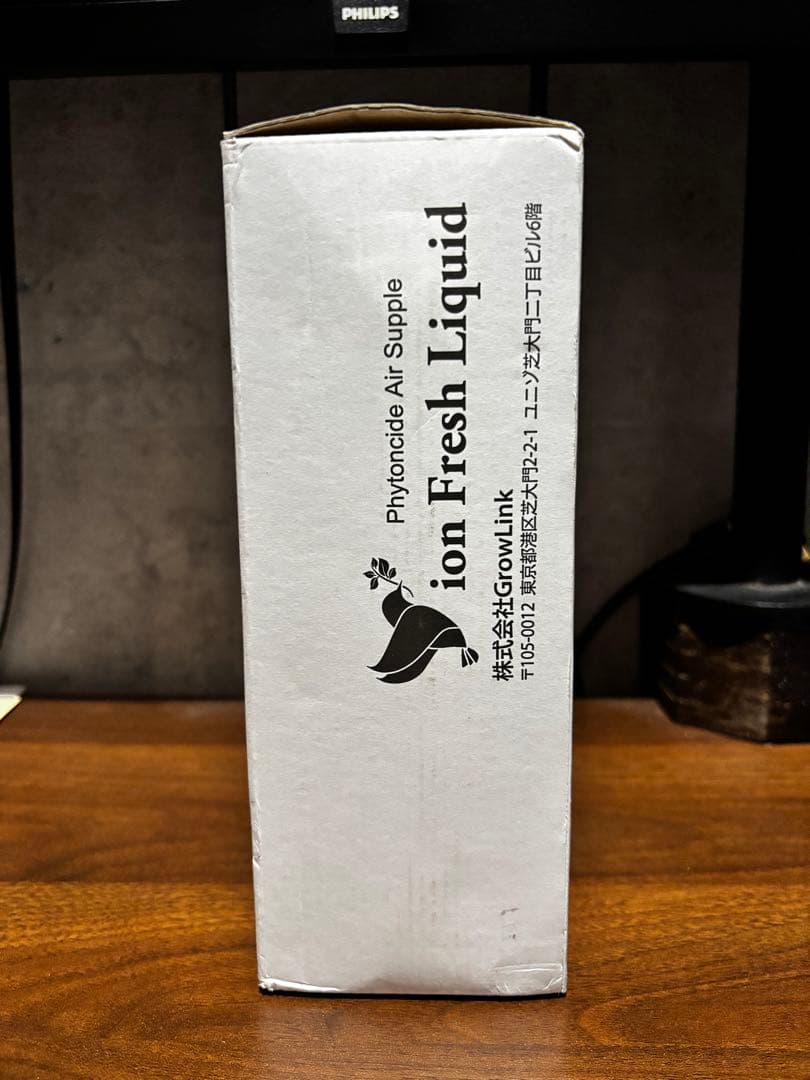 PHILIPS
Phytoncide Air Supple
ion Fresh Liquid
株式会社GrowLink
〒105-0012 東京都港区芝大門2-2-1 ユニゾ芝大門二丁目ビル6階